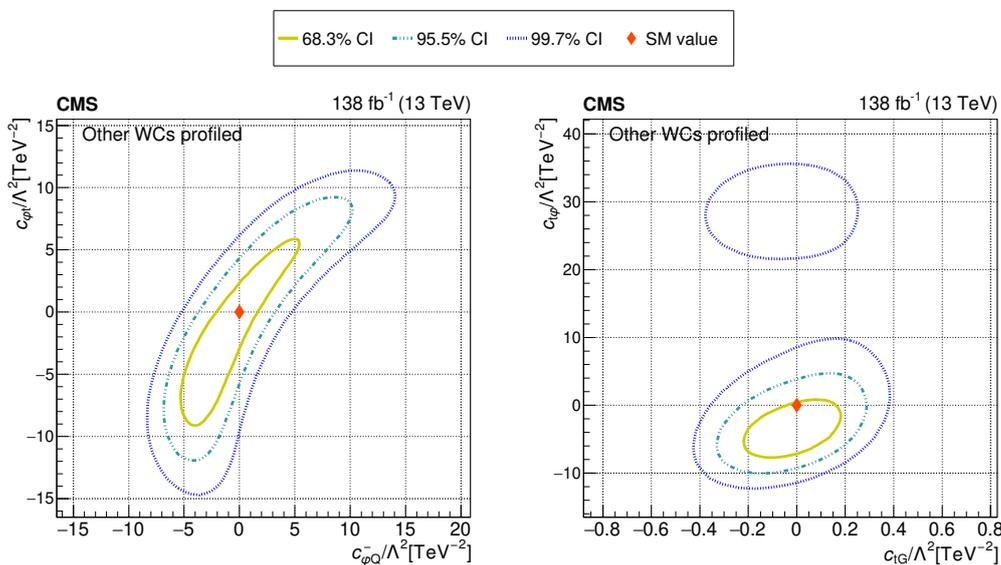 68.3% CI 95.5% CI 99.7% CI SM value
CMS 138 fb⁻¹ (13 TeV)
Other WCs profiled
c_φt/Λ²[TeV⁻²]
15
10
5
0
−5
−10
−15
−15 −10 −5 0 5 10 15 20
c⁻_φQ/Λ²[TeV⁻²]
CMS 138 fb⁻¹ (13 TeV)
Other WCs profiled
c_tφ/Λ²[TeV⁻²]
40
30
20
10
0
−10
−0.8 −0.6 −0.4 −0.2 0 0.2 0.4 0.6 0.8
c_tG/Λ²[TeV⁻²]